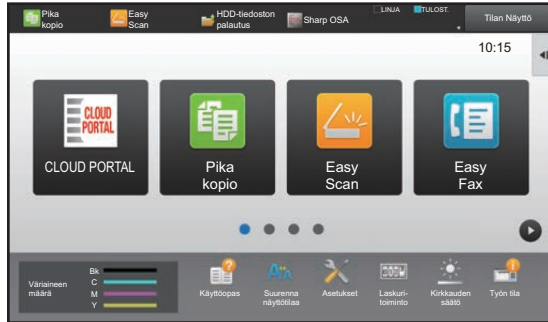 Pika
kopio
Easy
Scan
HDD-tiedoston
palautus
Sharp OSA
LINJA
TULOST.
Tilan Näyttö
10:15
CLOUD
PORTAL
CLOUD PORTAL
Pika
kopio
Easy
Scan
Easy
Fax
Väriaineen
määrä
Bk
C
M
Y
Käyttöopas
Suurenna
näyttötilaa
Asetukset
Laskuri-
toiminto
Kirkkauden
säätö
Työn tila